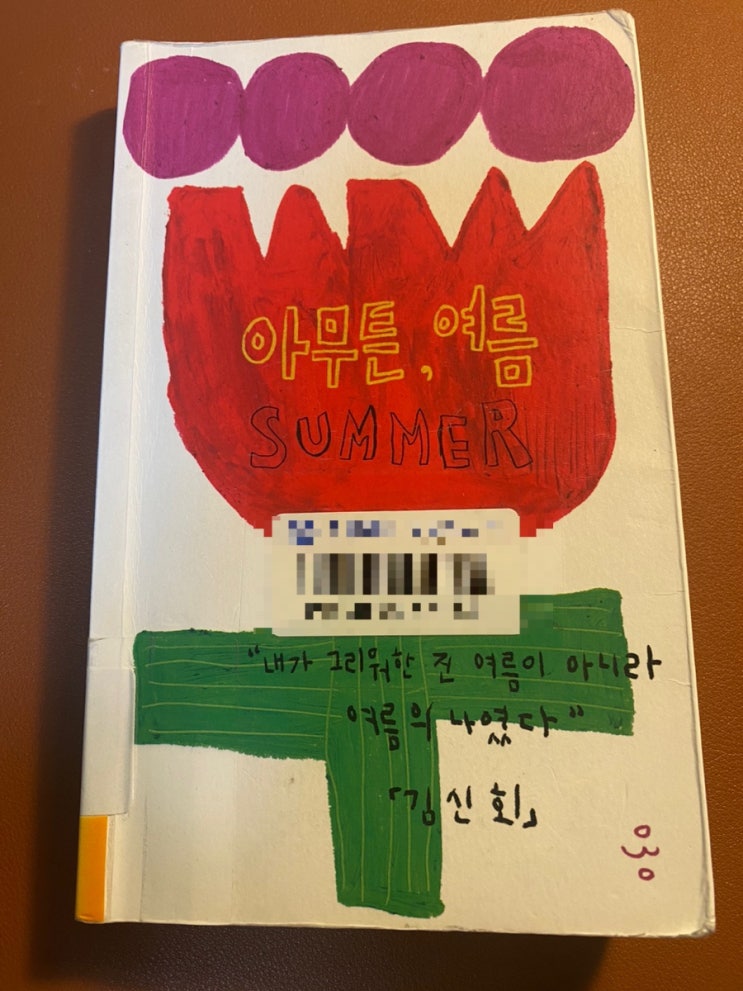 아무튼, 여름
SUMMER
“내가 그리워한 건 여름이 아니라
여름의 나였다”
「김신회」
030